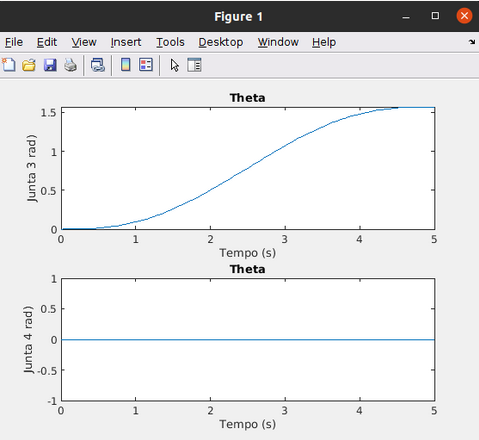 Figure 1
File Edit View Insert Tools Desktop Window Help
Theta
1.5
1
0.5
0
Junta 3 rad)
0 1 2 3 4 5
Tempo (s)
Theta
1
0.5
0
-0.5
-1
Junta 4 rad)
0 1 2 3 4 5
Tempo (s)